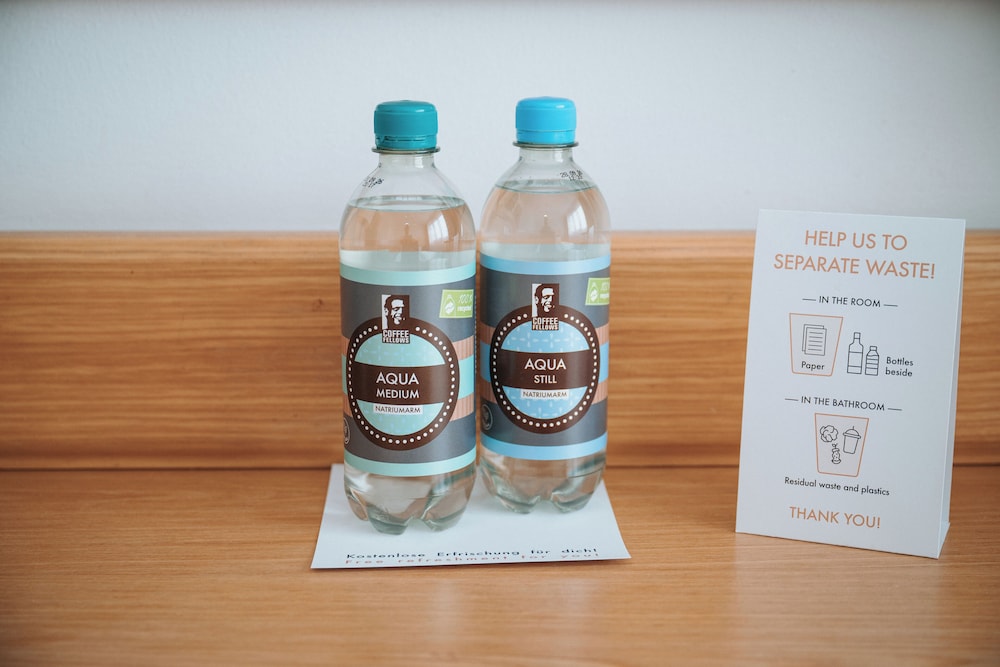 COFFEE
FELLOWS
AQUA
MEDIUM
NATRIUMARM
100%
recycled
COFFEE
FELLOWS
AQUA
STILL
NATRIUMARM
Kostenlose Erfrischung für dich!
Free refreshment for you!
HELP US TO
SEPARATE WASTE!
IN THE ROOM
Paper
Bottles
beside
IN THE BATHROOM
Residual waste and plastics
THANK YOU!